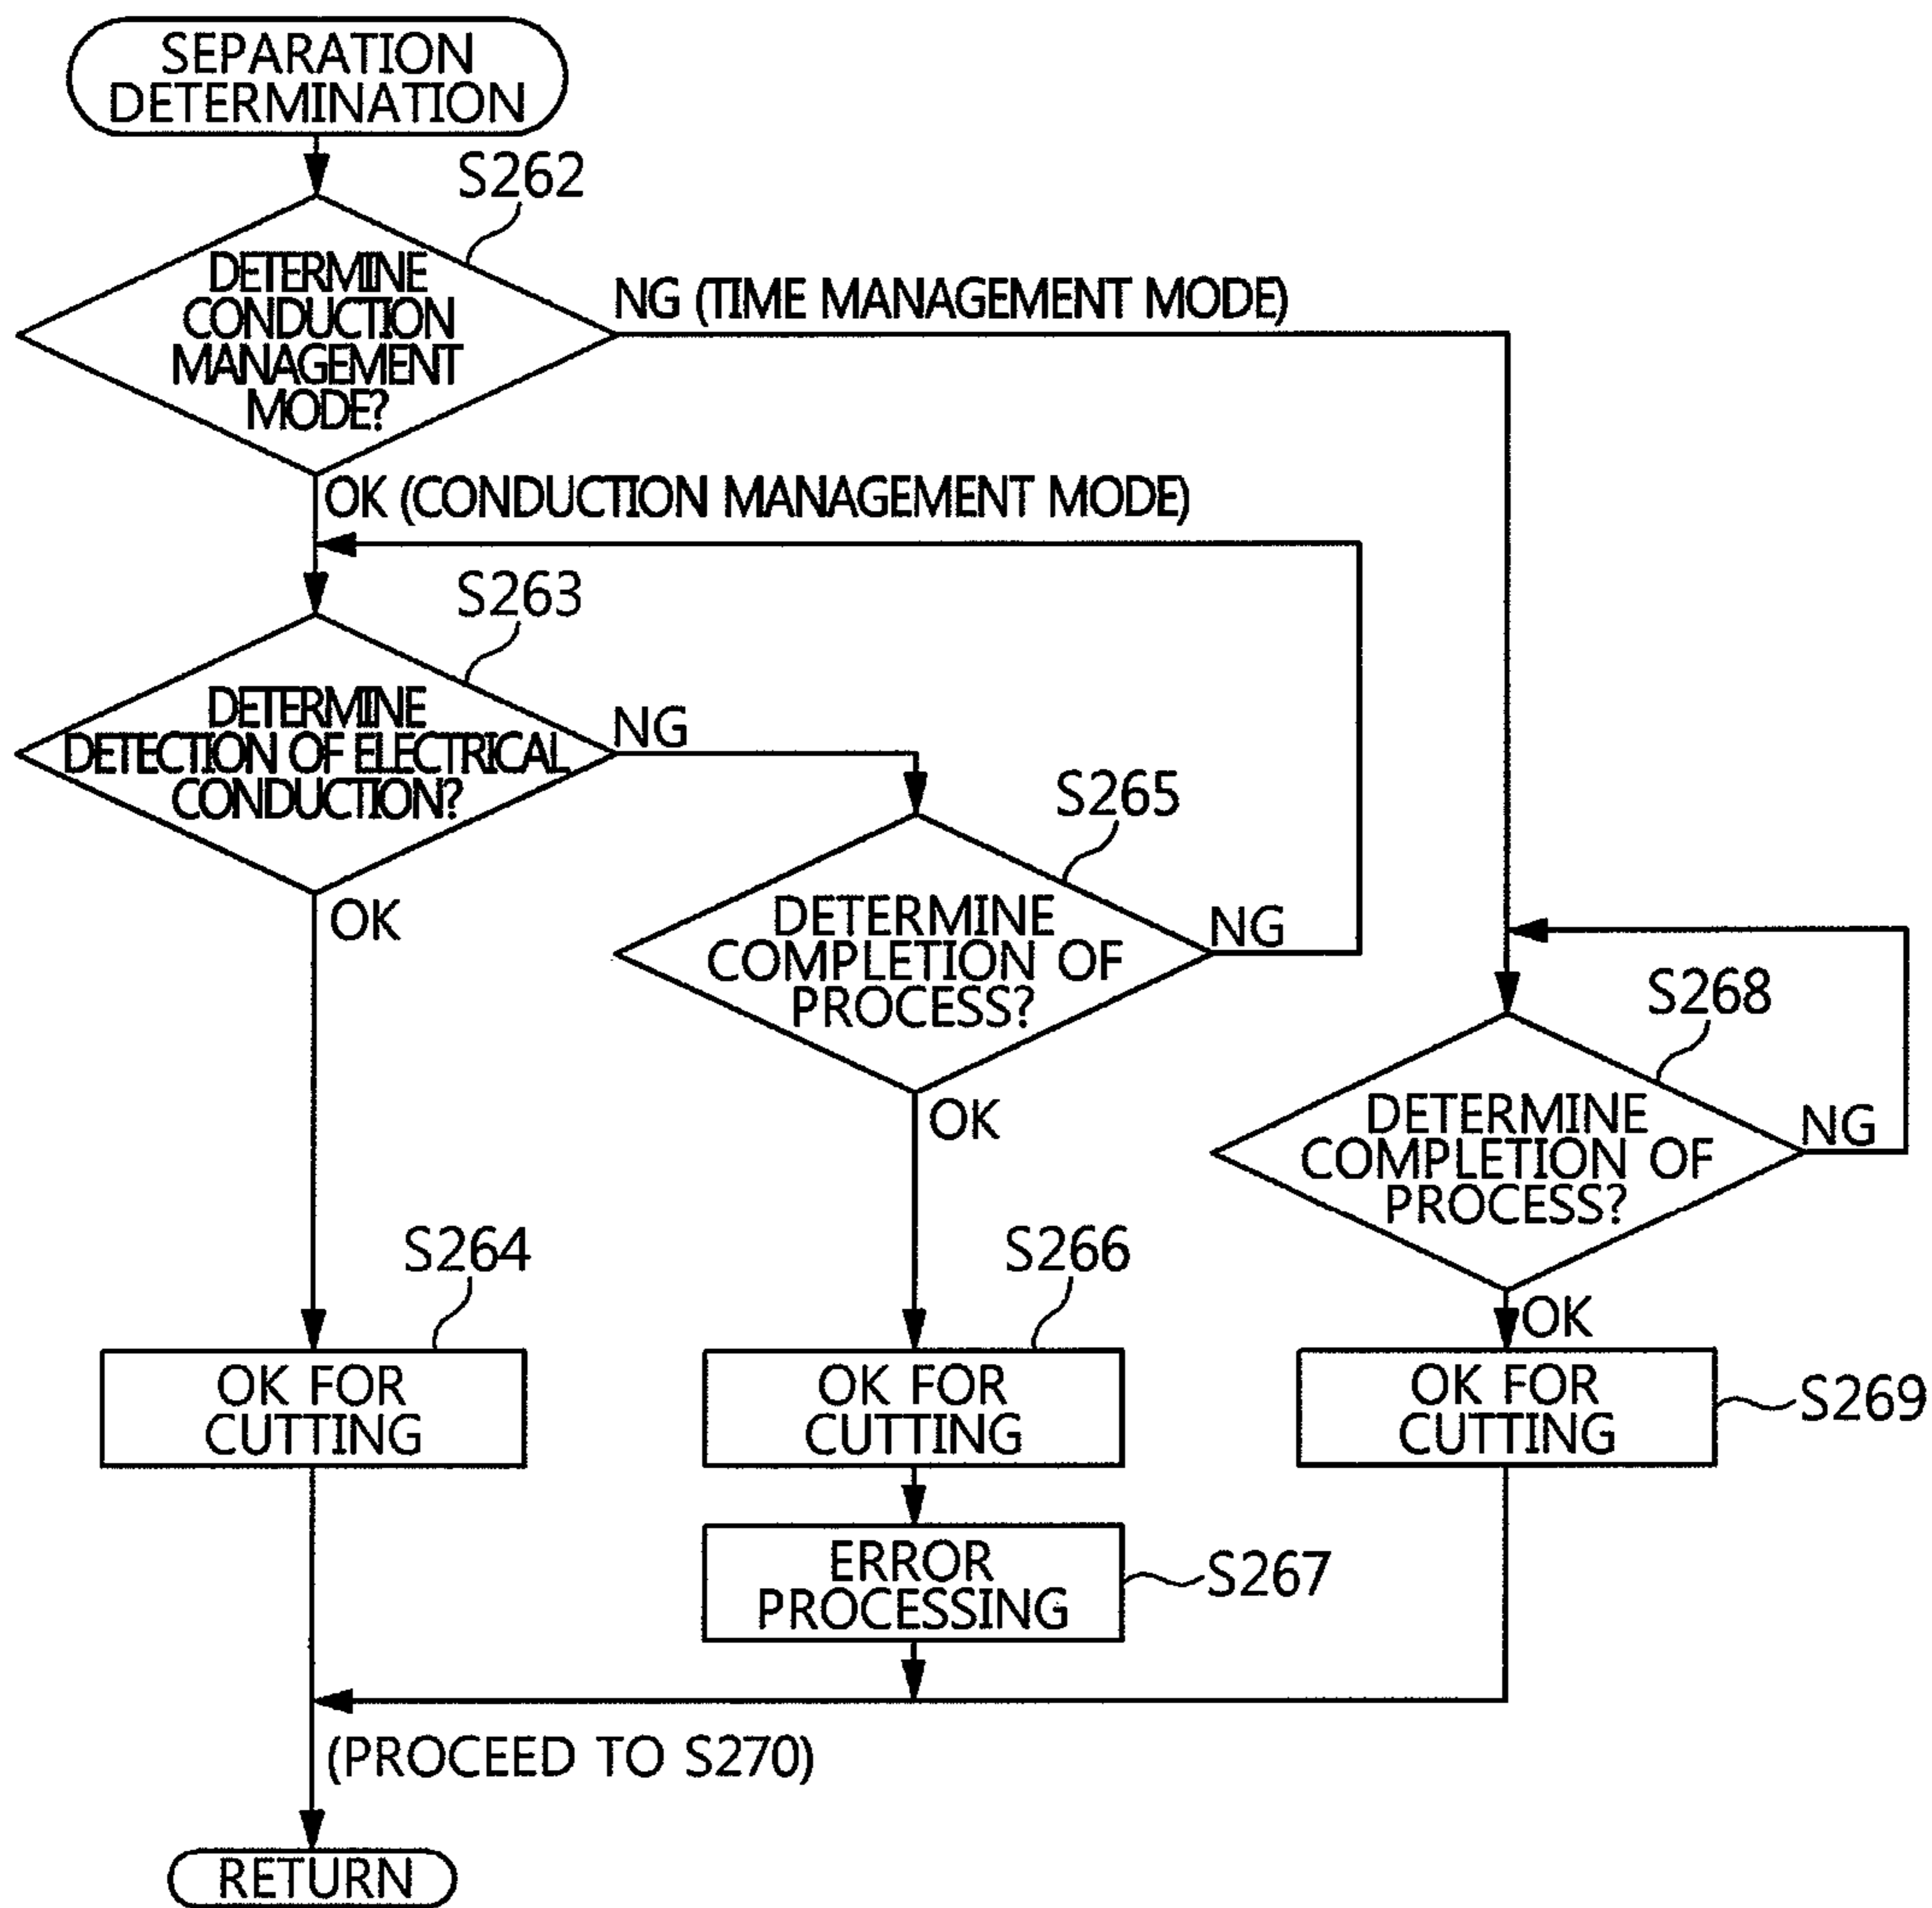 SEPARATION
DETERMINATION
S262
DETERMINE
CONDUCTION
MANAGEMENT
MODE?
NG (TIME MANAGEMENT MODE)
OK (CONDUCTION MANAGEMENT MODE)
S263
DETERMINE
DETECTION OF ELECTRICAL
CONDUCTION?
NG
OK
S265
DETERMINE
COMPLETION OF
PROCESS?
NG
OK
S268
DETERMINE
COMPLETION OF
PROCESS?
NG
OK
S264
OK FOR
CUTTING
S266
OK FOR
CUTTING
OK FOR
CUTTING
S269
ERROR
PROCESSING
S267
(PROCEED TO S270)
RETURN